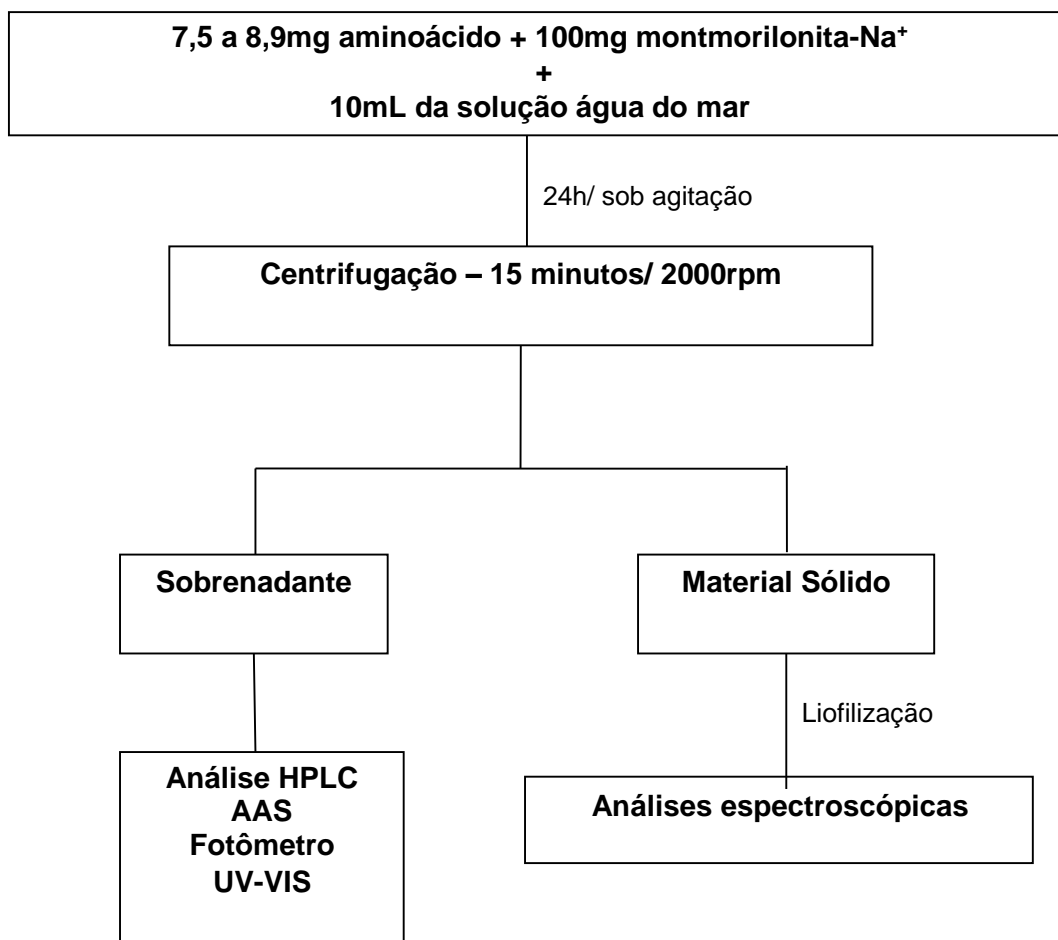 7,5 a 8,9mg aminoácido + 100mg montmorilonita-Na⁺
+
10mL da solução água do mar
24h/ sob agitação
Centrifugação – 15 minutos/ 2000rpm
Sobrenadante
Material Sólido
Liofilização
Análise HPLC
AAS
Fotômetro
UV-VIS
Análises espectroscópicas